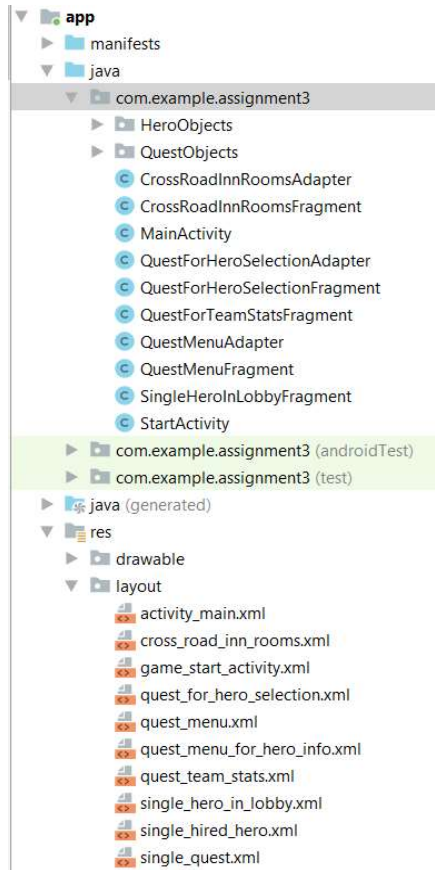 app
manifests
java
com.example.assignment3
HeroObjects
QuestObjects
CrossRoadInnRoomsAdapter
CrossRoadInnRoomsFragment
MainActivity
QuestForHeroSelectionAdapter
QuestForHeroSelectionFragment
QuestForTeamStatsFragment
QuestMenuAdapter
QuestMenuFragment
SingleHeroInLobbyFragment
StartActivity
com.example.assignment3 (androidTest)
com.example.assignment3 (test)
java (generated)
res
drawable
layout
activity_main.xml
cross_road_inn_rooms.xml
game_start_activity.xml
quest_for_hero_selection.xml
quest_menu.xml
quest_menu_for_hero_info.xml
quest_team_stats.xml
single_hero_in_lobby.xml
single_hired_hero.xml
single_quest.xml